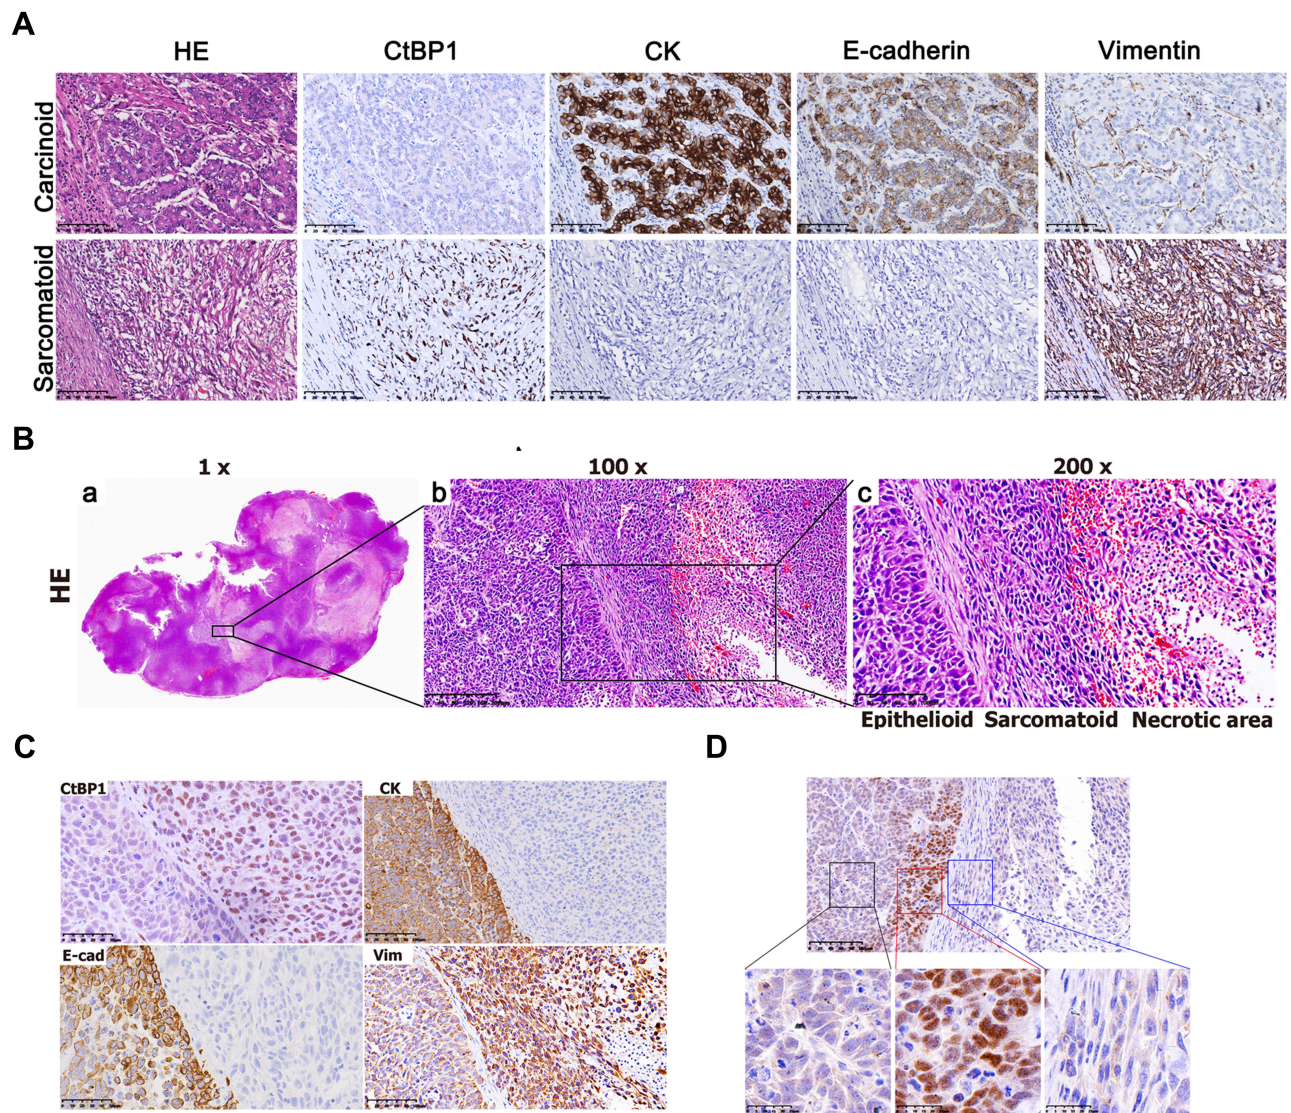 A
HE CtBP1 CK E-cadherin Vimentin
Carcinoid
Sarcomatoid
B
1 x 100 x 200 x
a b c
HE
Epithelioid Sarcomatoid Necrotic area
C D
CtBP1 CK
E-cad Vim